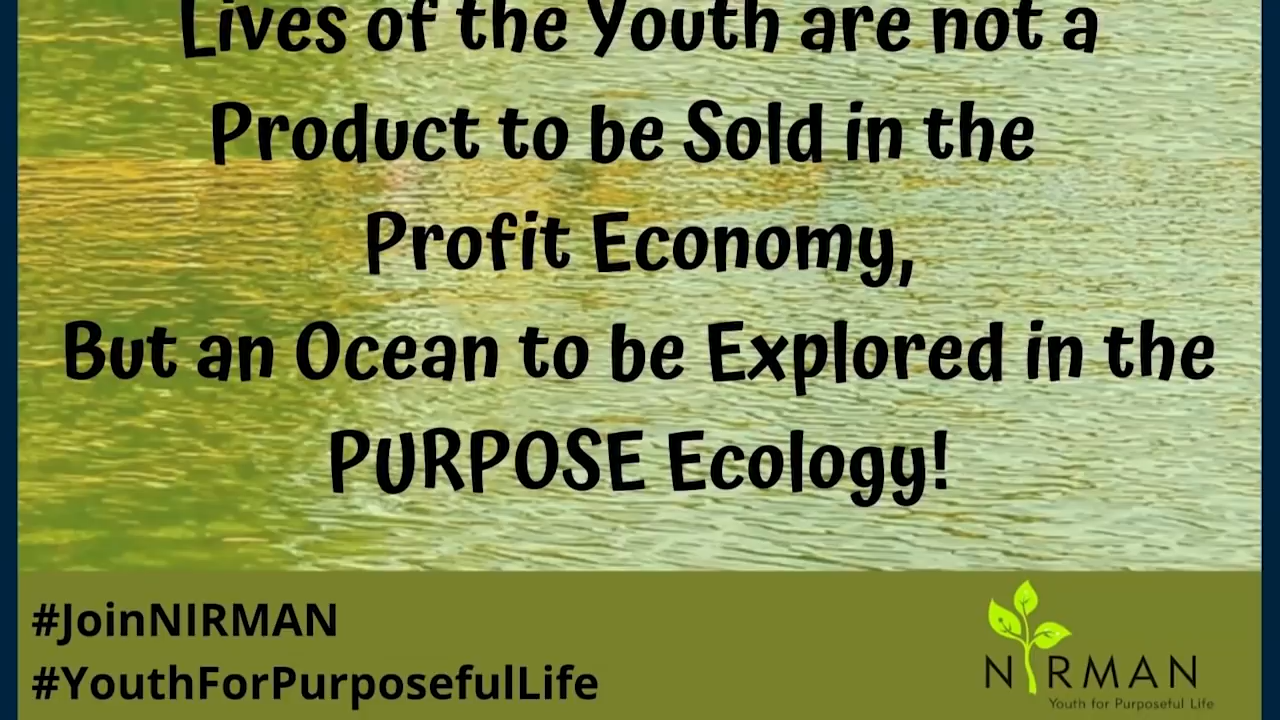 Lives of the Youth are not a
Product to be Sold in the
Profit Economy,
But an Ocean to be Explored in the
PURPOSE Ecology!
#JoinNIRMAN
#YouthForPurposefulLife
NIRMAN
Youth for Purposeful Life